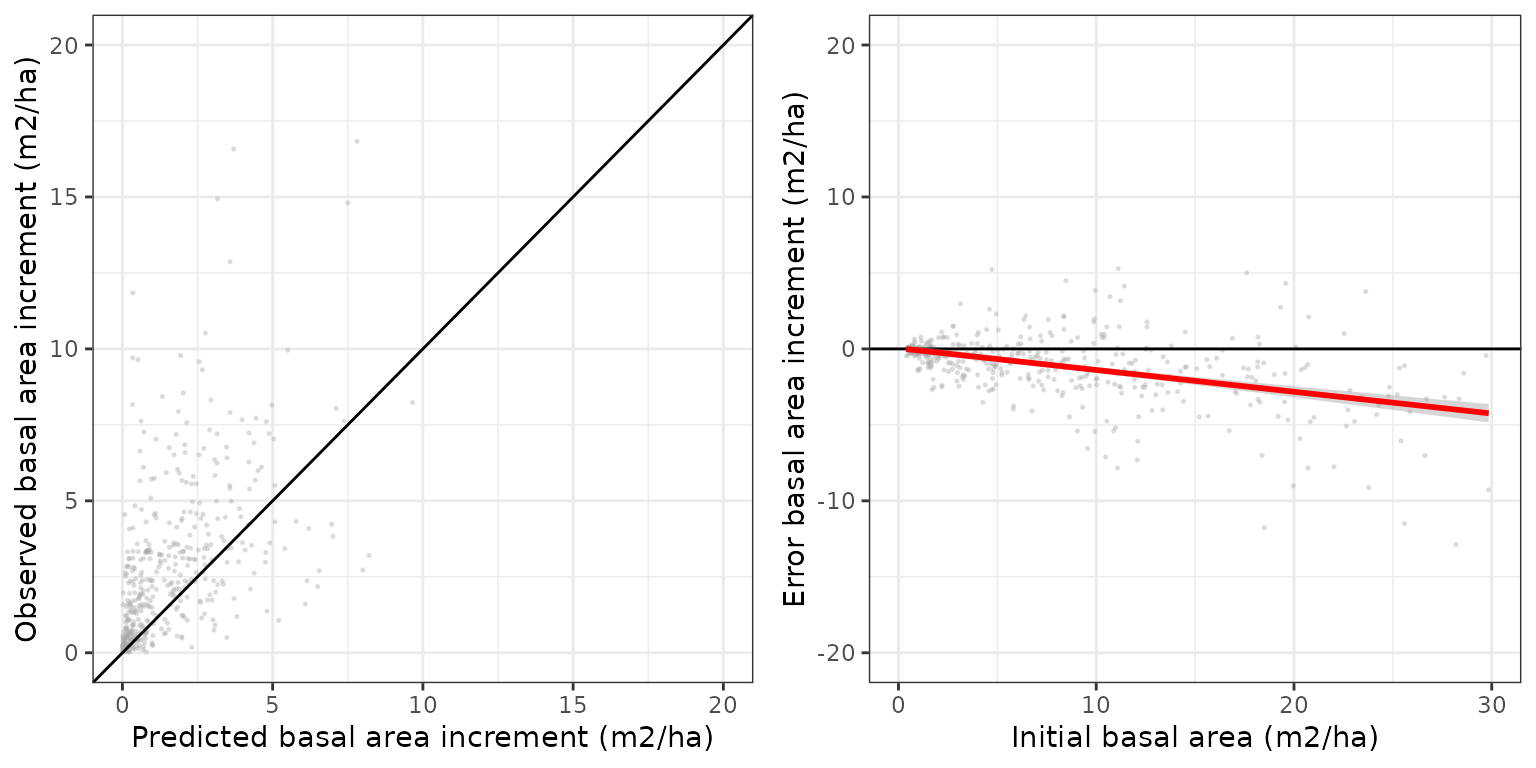 Observed basal area increment (m2/ha)
20
15
10
5
0
0 5 10 15 20
Predicted basal area increment (m2/ha)
Error basal area increment (m2/ha)
20
10
0
-10
-20
0 10 20 30
Initial basal area (m2/ha)